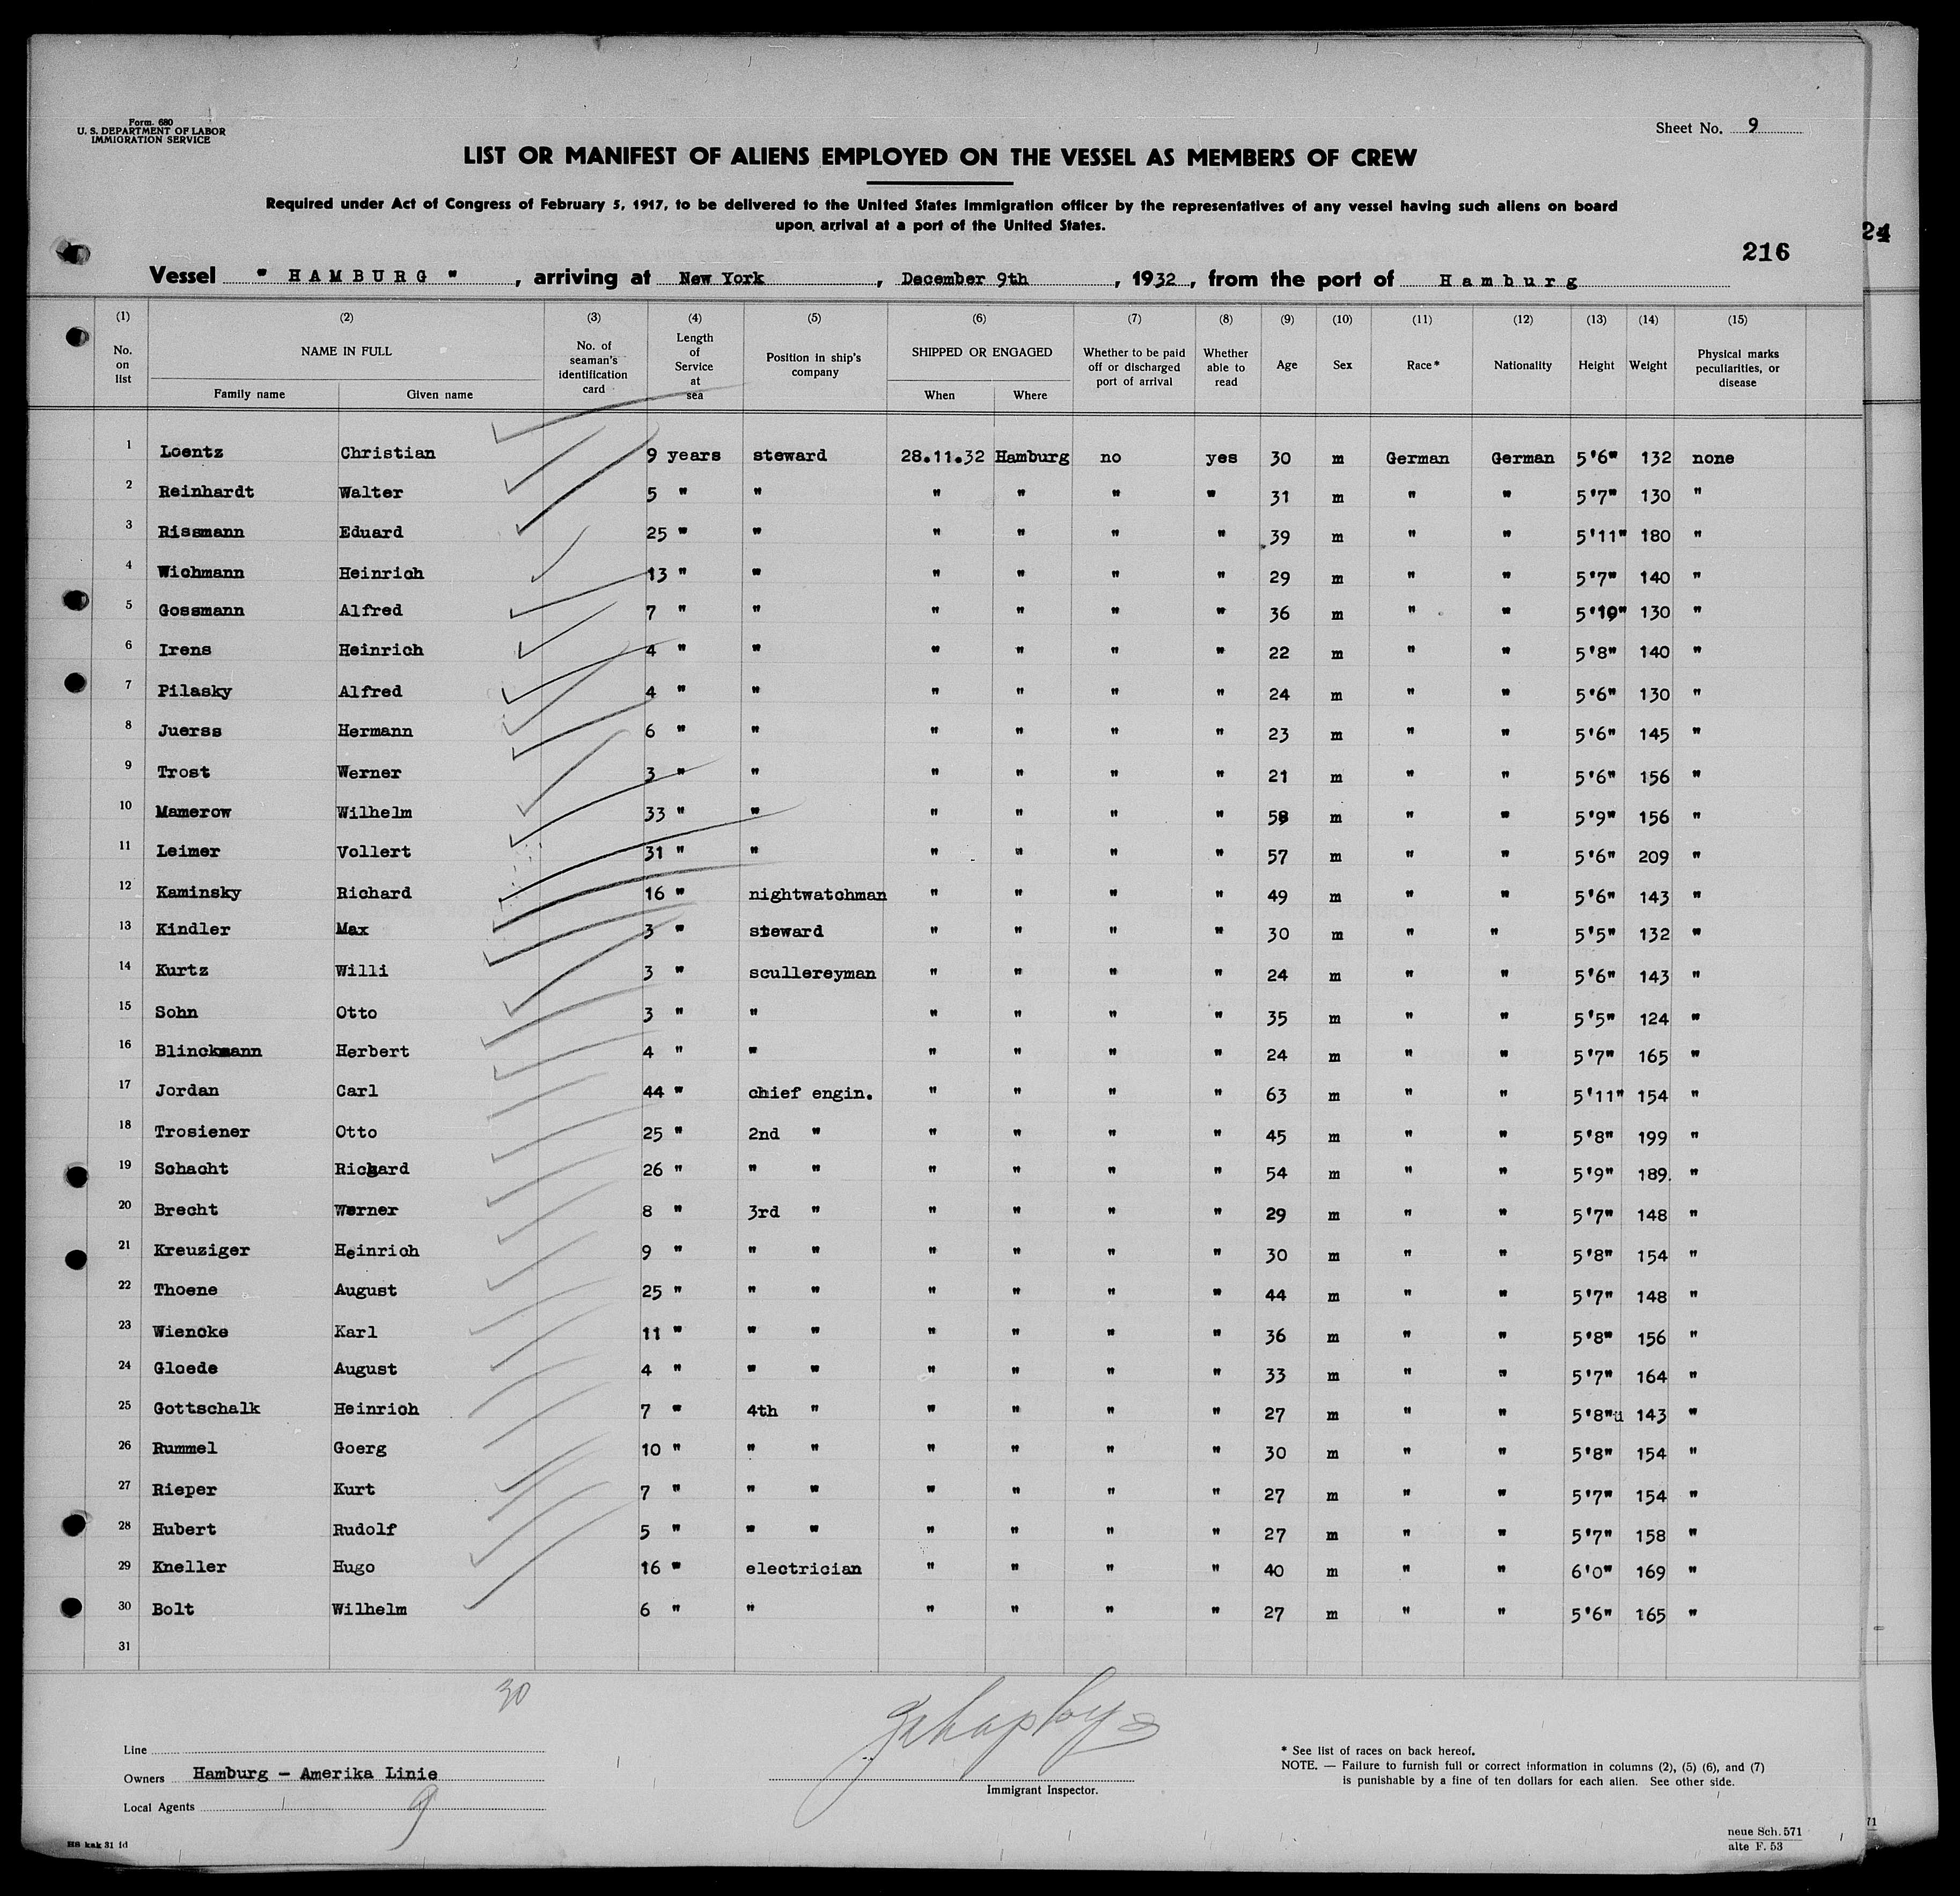 Form. 680
U. S. DEPARTMENT OF LABOR
IMMIGRATION SERVICE
Sheet No. 9
LIST OR MANIFEST OF ALIENS EMPLOYED ON THE VESSEL AS MEMBERS OF CREW
Required under Act of Congress of February 5, 1917, to be delivered to the United States Immigration officer by the representatives of any vessel having such aliens on board
upon arrival at a port of the United States.
24
216
Vessel " HAMBURG " , arriving at New York , December 9th , 1932 , from the port of Hamburg
(1) (2) (3) (4) (5) (6) (7) (8) (9) (10) (11) (12) (13) (14) (15)
No. on list NAME IN FULL Family name Given name No. of seaman's identification card Length of Service at sea Position in ship's company SHIPPED OR ENGAGED When Where Whether to be paid off or discharged port of arrival Whether able to read Age Sex Race* Nationality Height Weight Physical marks peculiarities, or disease
1 Loentz Christian 9 years steward 28.11.32 Hamburg no yes 30 m German German 5'6" 132 none
2 Reinhardt Walter 5 " " " " " " 31 m " " 5'7" 130 "
3 Rissmann Eduard 25 " " " " " " 39 m " " 5'11" 180 "
4 Wichmann Heinrich 13 " " " " " " 29 m " " 5'7" 140 "
5 Gossmann Alfred 7 " " " " " " 36 m " " 130 "
6 Irens Heinrich 4 " " " " " " 22 m " " 5'8" 140 "
7 Pilasky Alfred 4 " " " " " " 24 m " " 5'6" 130 "
8 Juerss Hermann 6 " " " " " " 23 m " " 5'6" 145 "
9 Trost Werner 3 " " " " " " 21 m " " 5'6" 156 "
10 Mamerow Wilhelm 33 " " " " " " 58 m " " 5'9" 156 "
11 Leimer Vollert 31 " " " " " " 57 m " " 5'6" 209 "
12 Kaminsky Richard 16 " nightwatchman " " " " 49 m " " 5'6" 143 "
13 Kindler Max 3 " steward " " " " 30 m " " 5'5" 132 "
14 Kurtz Willi 3 " scullereyman " " " " 24 m " " 5'6" 143 "
15 Sohn Otto 3 " " " " " " 35 m " " 5'5" 124 "
16 Blinckmann Herbert 4 " " " " " " 24 m " " 5'7" 165 "
17 Jordan Carl 44 " chief engin. " " " " 63 m " " 5'11" 154 "
18 Trosiener Otto 25 " 2nd " " " " " 45 m " " 5'8" 199 "
19 Schacht Richard 26 " " " " " " " 54 m " " 5'9" 189. "
20 Brecht Werner 8 " 3rd " " " " " 29 m " " 5'7" 148 "
21 Kreuziger Heinrich 9 " " " " " " " 30 m " " 5'8" 154 "
22 Thoene August 25 " " " " " " " 44 m " " 5'7" 148 "
23 Wiencke Karl 11 " " " " " " " 36 m " " 5'8" 156 "
24 Gloede August 4 " " " " " " " 33 m " " 5'7" 164 "
25 Gottschalk Heinrich 7 " 4th " " " " " 27 m " " 5'8"u 143 "
26 Rummel Goerg 10 " " " " " " " 30 m " " 5'8" 154 "
27 Rieper Kurt 7 " " " " " " " 27 m " " 5'7" 154 "
28 Hubert Rudolf 5 " " " " " " " 27 m " " 5'7" 158 "
29 Kneller Hugo 16 " electrician " " " " 40 m " " 6'0" 169 "
30 Bolt Wilhelm 6 " " " " " " 27 m " " 5'6" 165 "
31
30
Line
Owners Hamburg - Amerika Linie
Local Agents
9
Immigrant Inspector.
* See list of races on back hereof.
NOTE. — Failure to furnish full or correct information in columns (2), (5) (6), and (7)
is punishable by a fine of ten dollars for each alien. See other side.
HS kak 31 1d
neue Sch. 571
alte F. 53
71